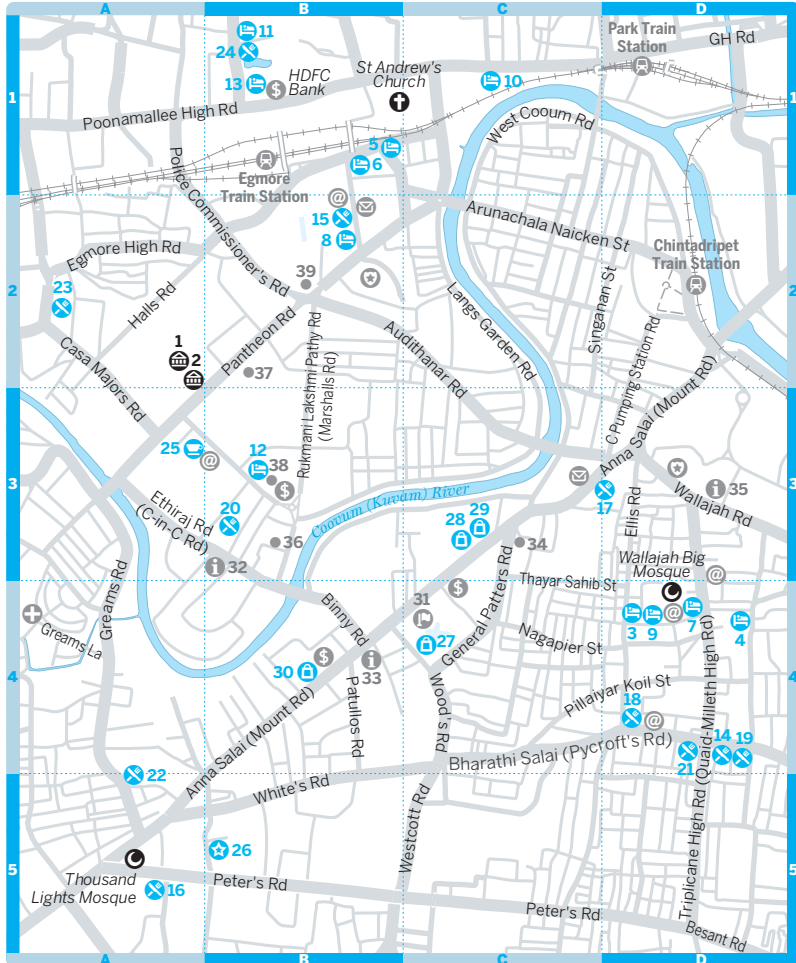 A B C D
11
24
13
HDFC
Bank
St Andrew's
Church
10
Park Train
Station
GH Rd
1
1
Poonamallee High Rd
West Cooum Rd
5
6
Egmore
Train Station
Police Commissioner's Rd
@
15
8
Arunachala Naicken St
Chintadripet
Train Station
Egmore High Rd
39
2
2
23
Halls Rd
Langs Garden Rd
Singanan St
1
2
Pantheon Rd
37
Casa Majors Rd
Rukmani Lakshmi Pathy Rd
(Marshalls Rd)
Audithanar Rd
C Pumping Station Rd
Anna Salai (Mount Rd)
25
@
12
38
$
3
3
17
35
Wallajah Rd
Ellis Rd
20
Ethiraj Rd
(C-in-C Rd)
Coovum (Kuvam) River
29
28
36
34
32
Wallajah Big
Mosque
@
Thayar Sahib St
Greams Rd
Greams La
Binny Rd
31
$
27
General Patters Rd
Nagapier St
3
9
@
7
4
4
4
30
$
33
Patullos Rd
Wood's Rd
Pillaiyar Koil St
18
@
Anna Salai (Mount Rd)
Bharathi Salai (Pycroft's Rd)
21
14
19
22
White's Rd
Westcott Rd
Triplicane High Rd (Quaid-Milleth High Rd)
26
5
5
Thousand
Lights Mosque
16
Peter's Rd
Peter's Rd
Besant Rd
A B C D